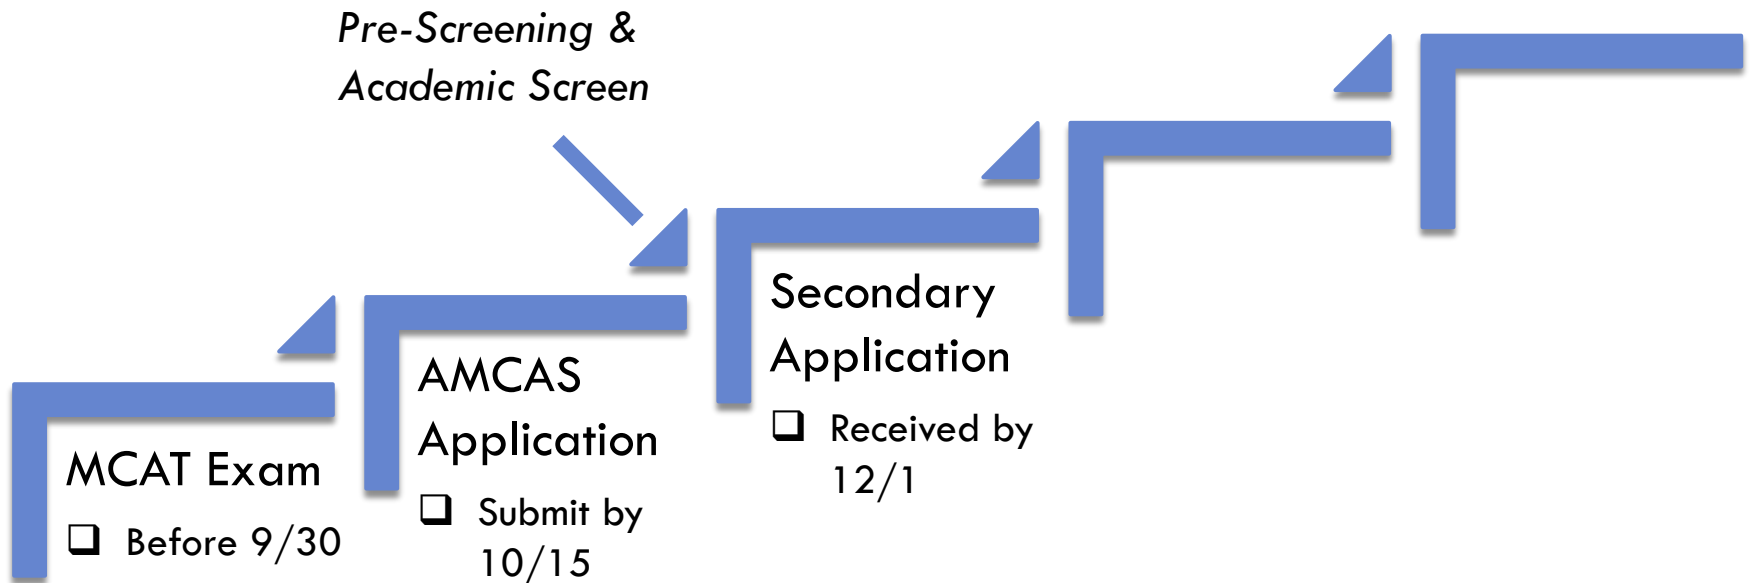 Pre-Screening &
Academic Screen
MCAT Exam
❑ Before 9/30
AMCAS
Application
❑ Submit by
10/15
Secondary
Application
❑ Received by
12/1